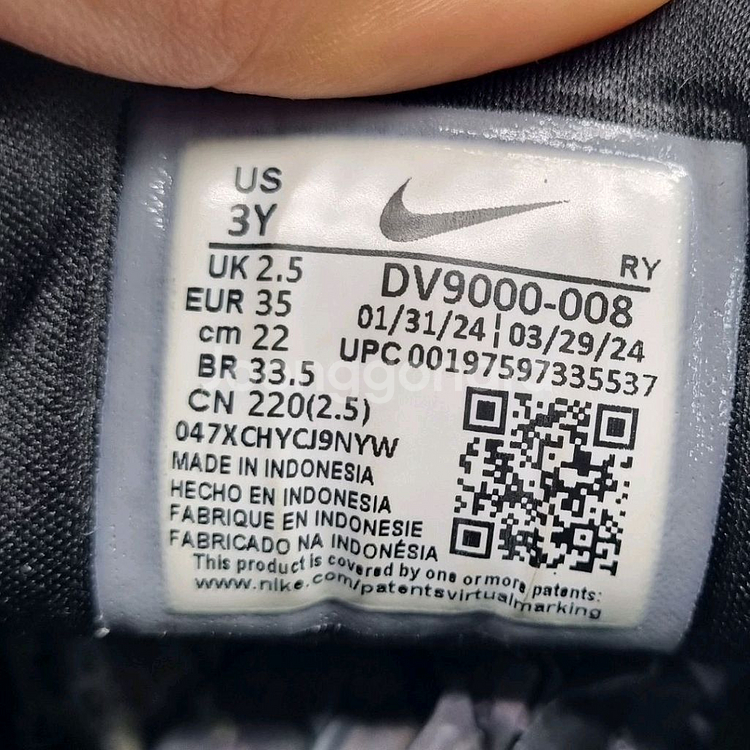 US
3Y
RY
UK 2.5
EUR 35
cm 22
BR 33.5
CN 220(2.5)
DV9000-008
01/31/24¦03/29/24
UPC 00197597335537
047XCHYCJ9NYW
MADE IN INDONESIA
HECHO EN INDONESIA
FABRIQUE EN INDONESIE
FABRICADO NA INDONÉSIA
This product is covered by one or more patents:
www.nike.com/patentsvirtualmarking